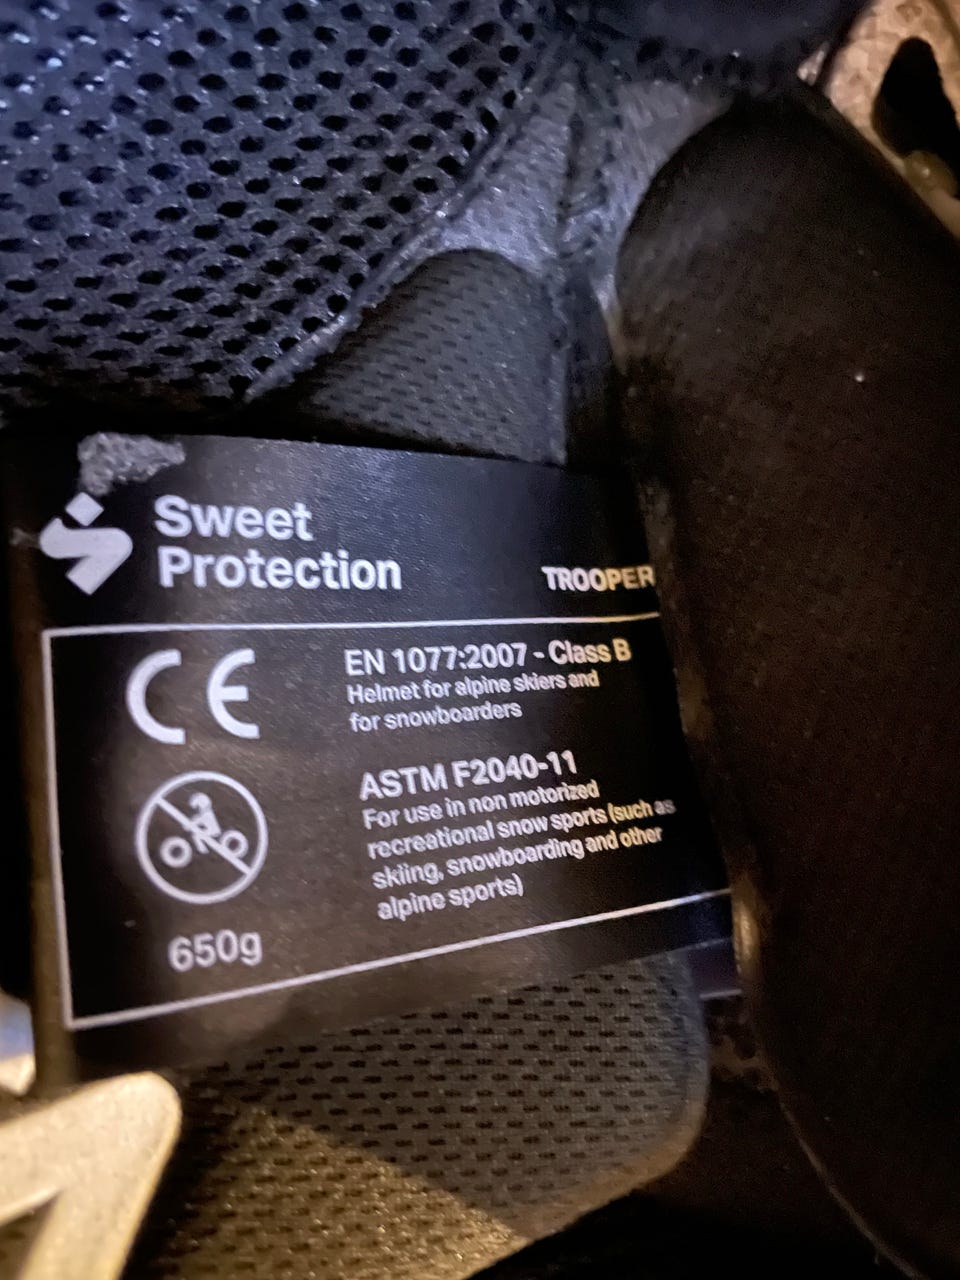 Sweet
Protection
TROOPER
CE
EN 1077:2007 - Class B
Helmet for alpine skiers and
for snowboarders
ASTM F2040-11
For use in non motorized
recreational snow sports (such as
skiing, snowboarding and other
alpine sports)
650g